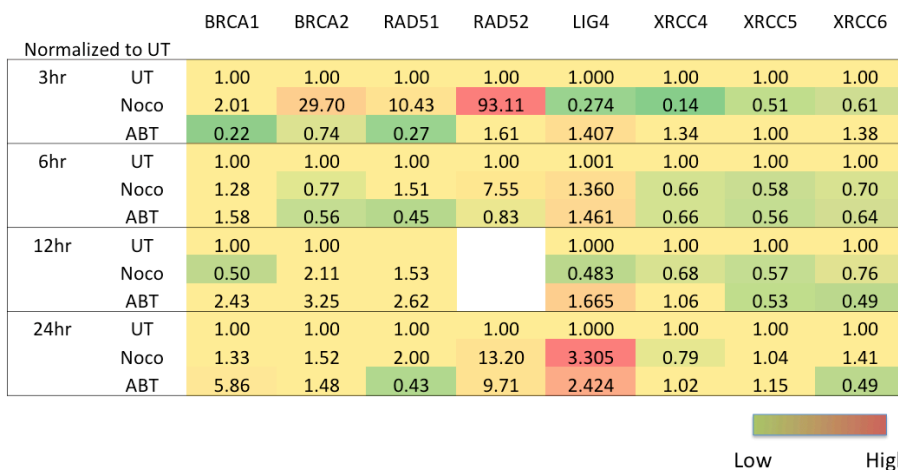 BRCA1 BRCA2 RAD51 RAD52 LIG4 XRCC4 XRCC5 XRCC6
Normalized to UT
3hr UT 1.00 1.00 1.00 1.00 1.000 1.00 1.00 1.00
Noco 2.01 29.70 10.43 93.11 0.274 0.14 0.51 0.61
ABT 0.22 0.74 0.27 1.61 1.407 1.34 1.00 1.38
6hr UT 1.00 1.00 1.00 1.00 1.001 1.00 1.00 1.00
Noco 1.28 0.77 1.51 7.55 1.360 0.66 0.58 0.70
ABT 1.58 0.56 0.45 0.83 1.461 0.66 0.56 0.64
12hr UT 1.00 1.00 1.000 1.00 1.00 1.00
Noco 0.50 2.11 1.53 0.483 0.68 0.57 0.76
ABT 2.43 3.25 2.62 1.665 1.06 0.53 0.49
24hr UT 1.00 1.00 1.00 1.00 1.000 1.00 1.00 1.00
Noco 1.33 1.52 2.00 13.20 3.305 0.79 1.04 1.41
ABT 5.86 1.48 0.43 9.71 2.424 1.02 1.15 0.49
Low High